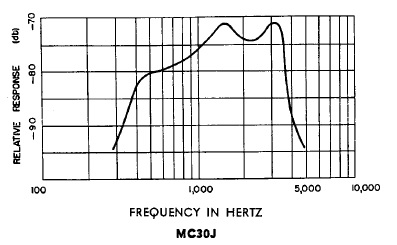 RELATIVE RESPONSE (db)
-70
-80
-90
100
1,000
5,000
10,000
FREQUENCY IN HERTZ
MC30J